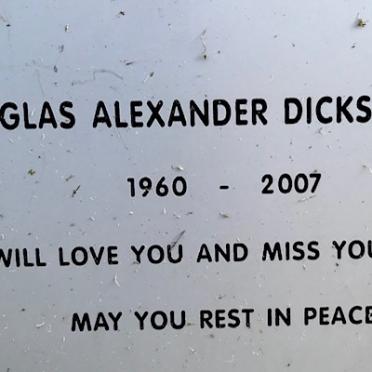 GLAS ALEXANDER DICKS
1960 - 2007
WILL LOVE YOU AND MISS YOU
MAY YOU REST IN PEACE